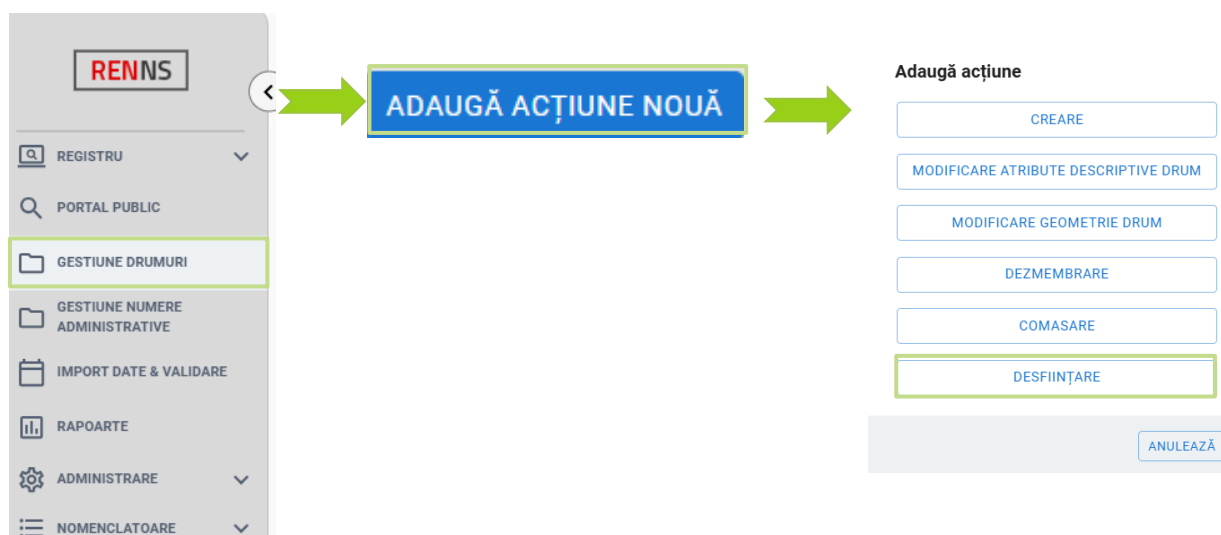 RENNS
REGISTRU
PORTAL PUBLIC
GESTIUNE DRUMURI
GESTIUNE NUMERE
ADMINISTRATIVE
IMPORT DATE & VALIDARE
RAPOARTE
ADMINISTRARE
NOMENCLATOARE
ADAUGĂ ACȚIUNE NOUĂ
Adaugă acțiune
CREARE
MODIFICARE ATRIBUTE DESCRIPTIVE DRUM
MODIFICARE GEOMETRIE DRUM
DEZMEMBRARE
COMASARE
DESFIINȚARE
ANULEAZĂ